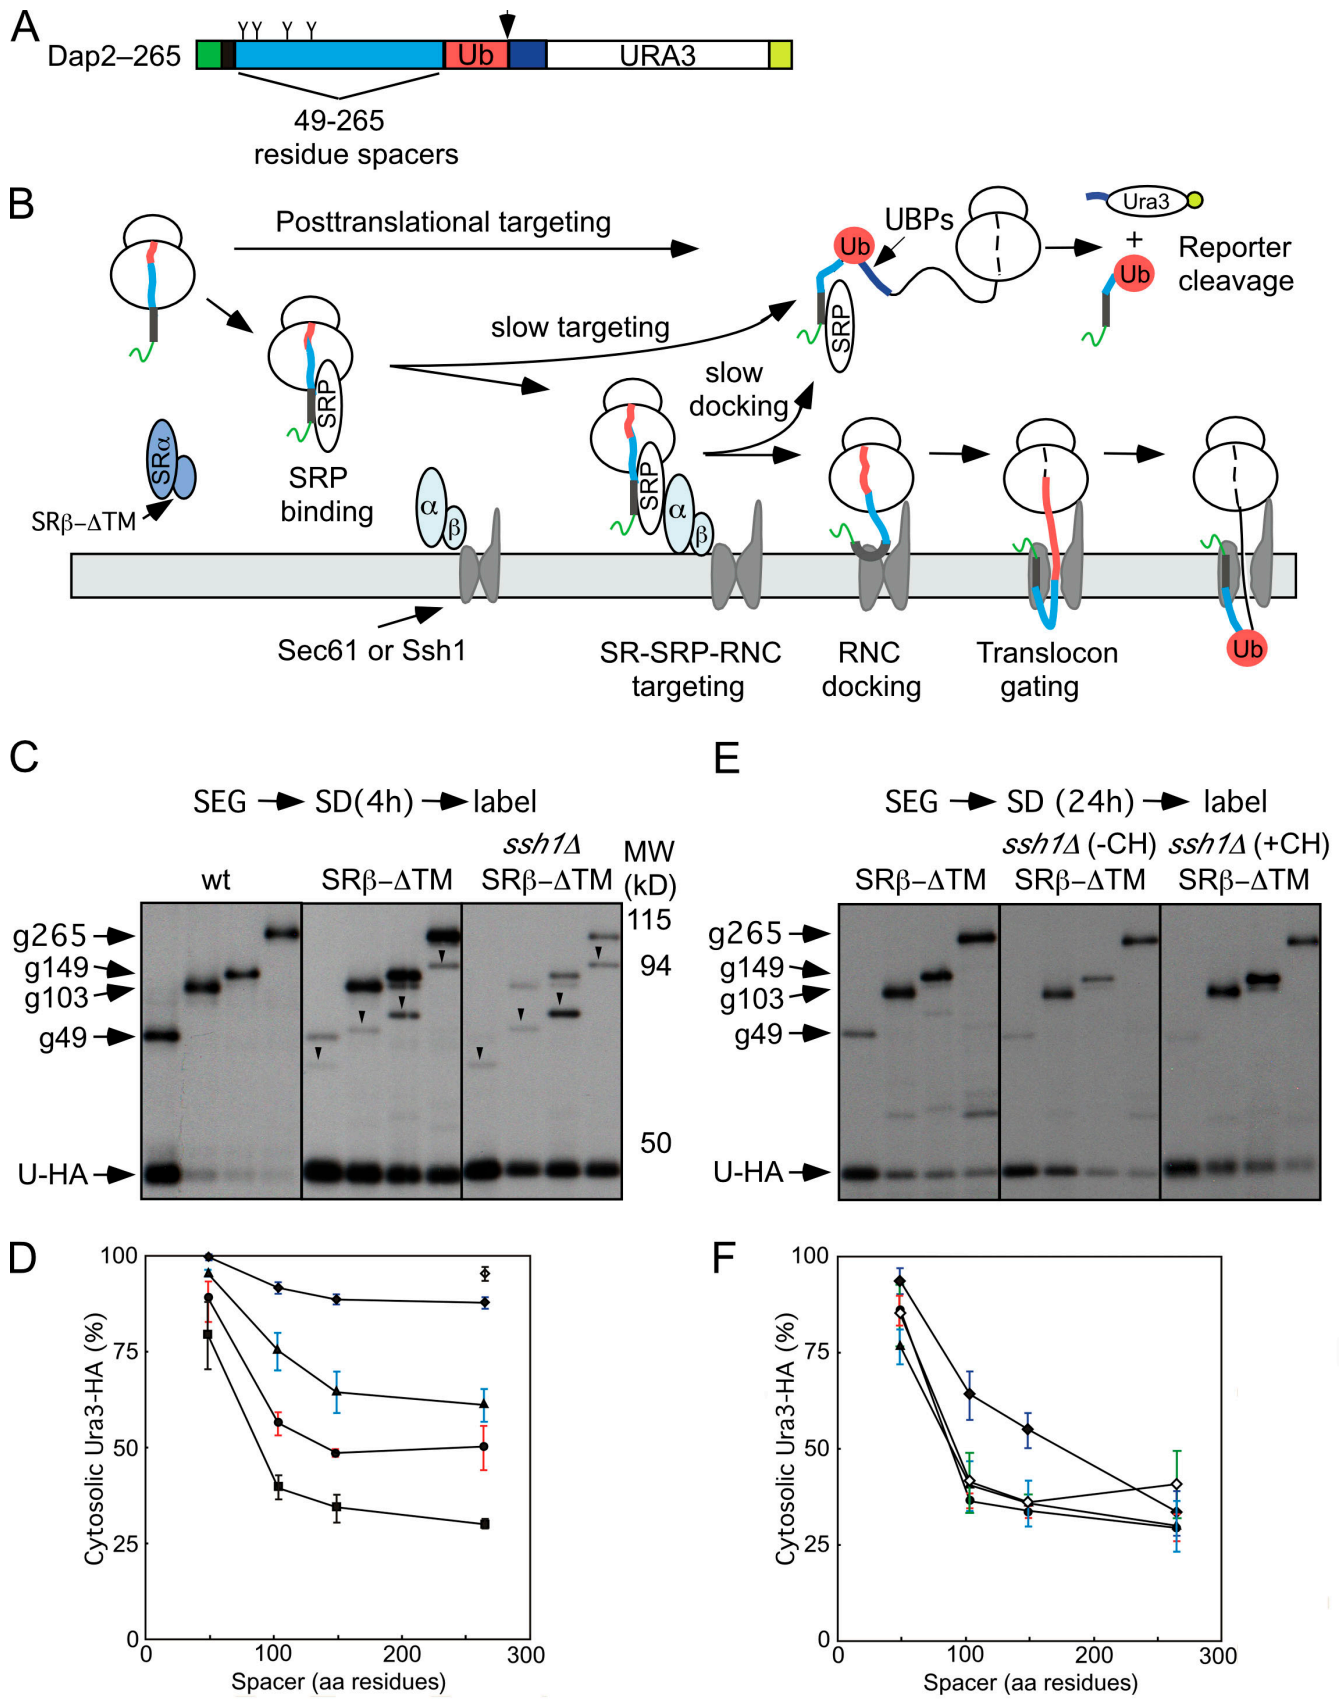 A
Dap2–265
Y Y Y Y
Ub
URA3
49-265
residue spacers
B
Posttranslational targeting
UBPs
Ub
Ura3
+
Ub
Reporter
cleavage
slow targeting
SRP
slow
docking
SRP
SRα
SRβ–ΔTM
SRP
binding
α
β
SRP
α
β
Sec61 or Ssh1
SR-SRP-RNC
targeting
RNC
docking
Translocon
gating
Ub
C
SEG
SD(4h)
label
wt
SRβ–ΔTM
ssh1Δ
SRβ–ΔTM
MW
(kD)
g265
g149
g103
g49
U-HA
115
94
50
E
SEG
SD (24h)
label
SRβ–ΔTM
ssh1Δ (-CH)
SRβ–ΔTM
ssh1Δ (+CH)
SRβ–ΔTM
g265
g149
g103
g49
U-HA
D
Cytosolic Ura3-HA (%)
100
75
50
25
0
0 100 200 300
Spacer (aa residues)
F
Cytosolic Ura3-HA (%)
100
75
50
25
0
0 100 200 300
Spacer (aa residues)